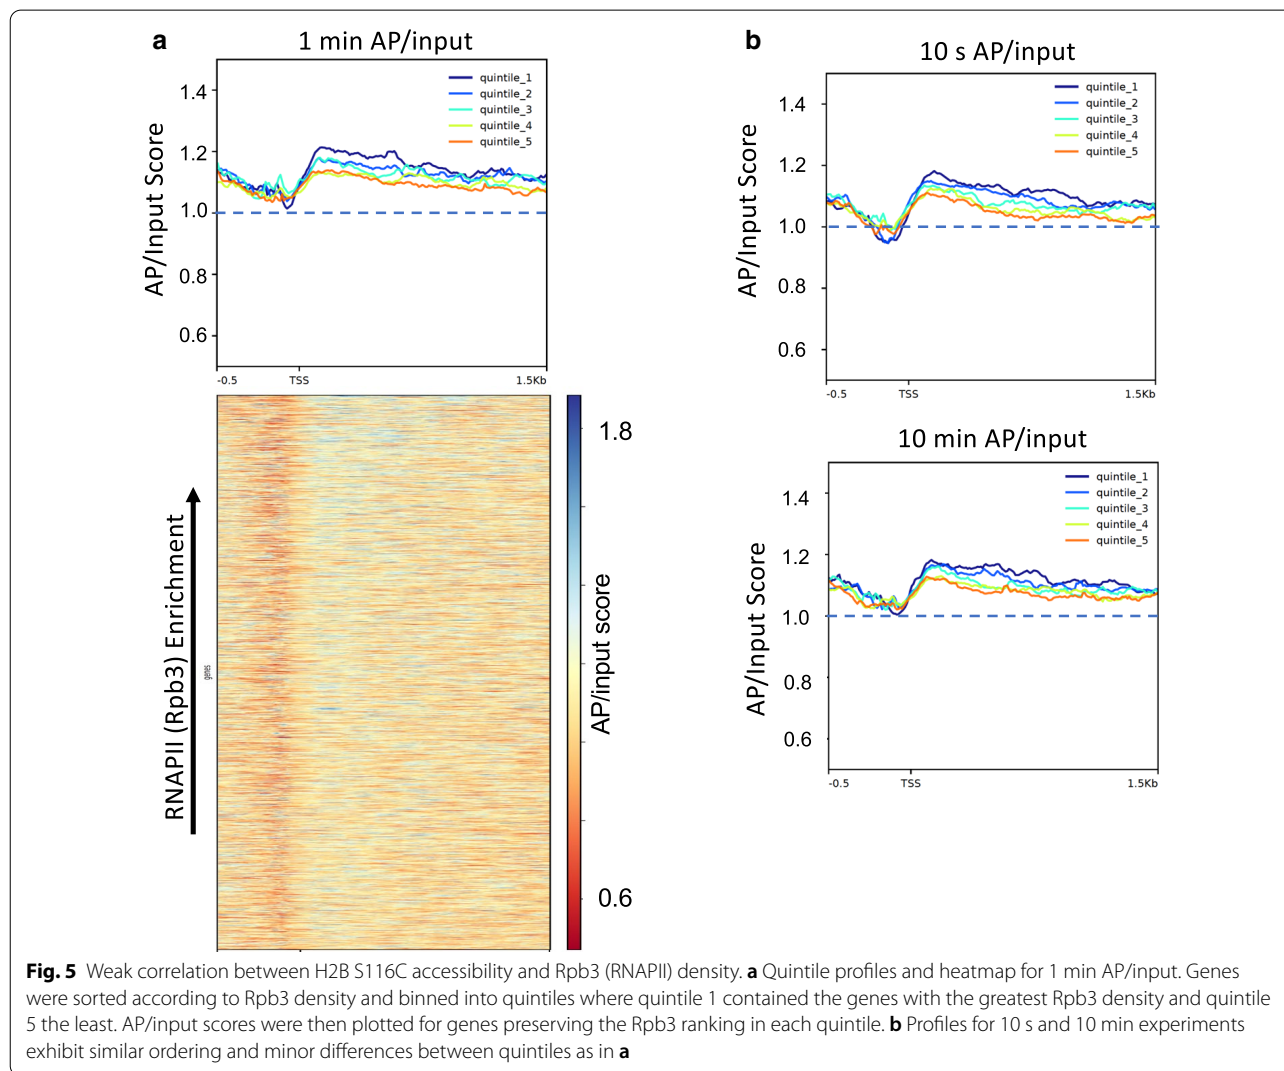 a
1 min AP/input
AP/Input Score
1.4
1.2
1.0
0.8
0.6
quintile_1
quintile_2
quintile_3
quintile_4
quintile_5
-0.5
TSS
1.5Kb
RNAPII (Rpb3) Enrichment
genes
1.8
AP/input score
0.6
b
10 s AP/input
AP/Input Score
1.4
1.2
1.0
0.8
0.6
quintile_1
quintile_2
quintile_3
quintile_4
quintile_5
-0.5
TSS
1.5Kb
10 min AP/input
AP/Input Score
1.4
1.2
1.0
0.8
0.6
quintile_1
quintile_2
quintile_3
quintile_4
quintile_5
-0.5
TSS
1.5Kb
Fig. 5 Weak correlation between H2B S116C accessibility and Rpb3 (RNAPII) density. a Quintile profiles and heatmap for 1 min AP/input. Genes
were sorted according to Rpb3 density and binned into quintiles where quintile 1 contained the genes with the greatest Rpb3 density and quintile
5 the least. AP/input scores were then plotted for genes preserving the Rpb3 ranking in each quintile. b Profiles for 10 s and 10 min experiments
exhibit similar ordering and minor differences between quintiles as in a